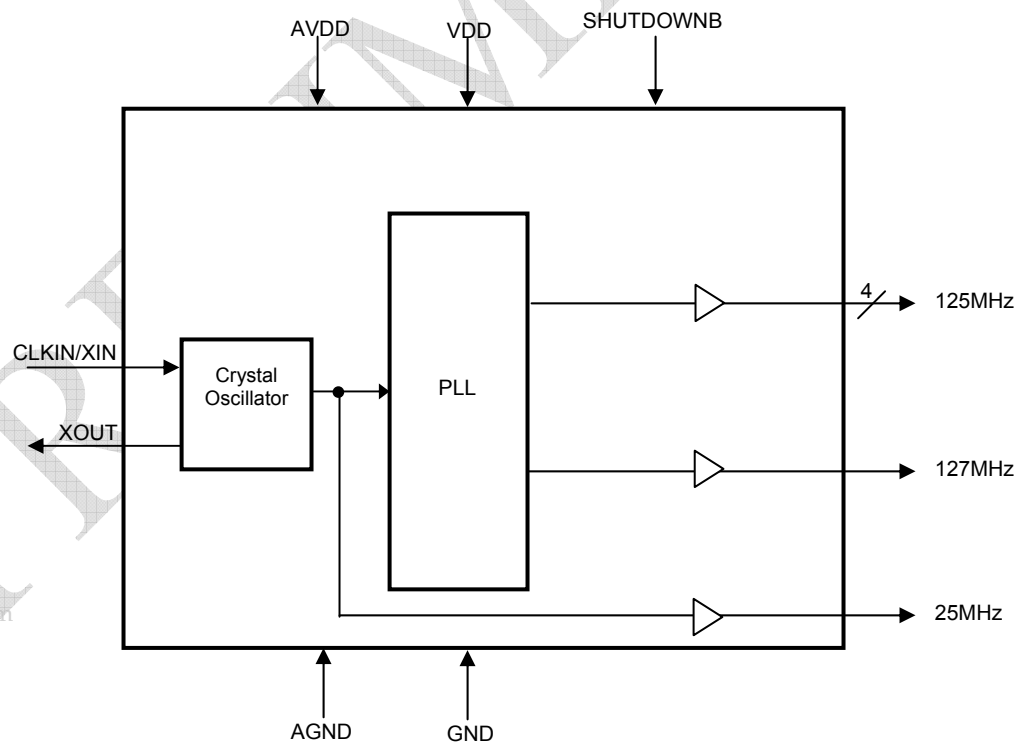 AVDD
VDD
SHUTDOWNB
4
125MHz
CLKIN/XIN
Crystal
Oscillator
PLL
XOUT
127MHz
25MHz
AGND
GND